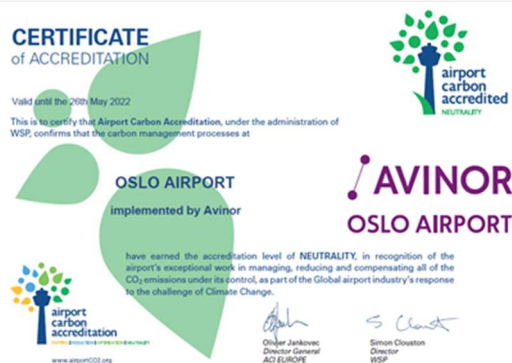 CERTIFICATE
of ACCREDITATION
airport
carbon
accredited
NEUTRALITY
Valid until the 26th May 2022
This is to certify that Airport Carbon Accreditation, under the administration of
WSP, confirms that the carbon management processes at
OSLO AIRPORT
implemented by Avinor
AVINOR
OSLO AIRPORT
have earned the accreditation level of NEUTRALITY, in recognition of the
airport's exceptional work in managing, reducing and compensating all of the
CO2 emissions under its control, as part of the Global airport industry's response
to the challenge of Climate Change.
airport
carbon
accreditation
www.airportCO2.org
Olivier Jankovec
Director General
ACI EUROPE
S Clouston
Simon Clouston
Director
WSP